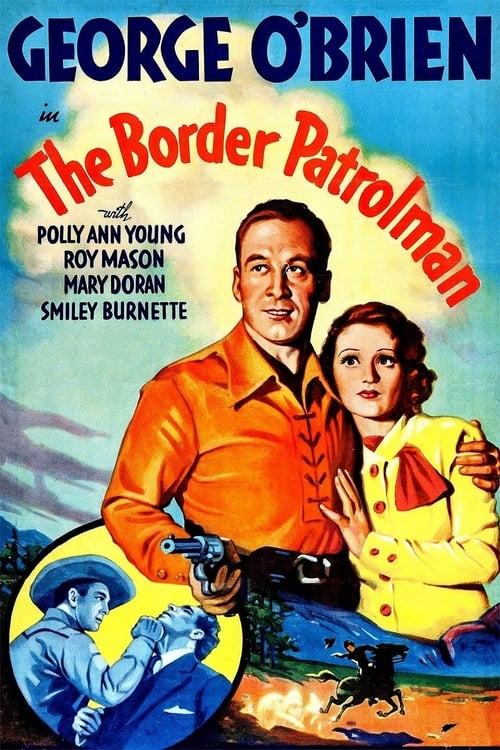 GEORGE O'BRIEN
in
The Border Patrolman
with
POLLY ANN YOUNG
ROY MASON
MARY DORAN
SMILEY BURNETTE